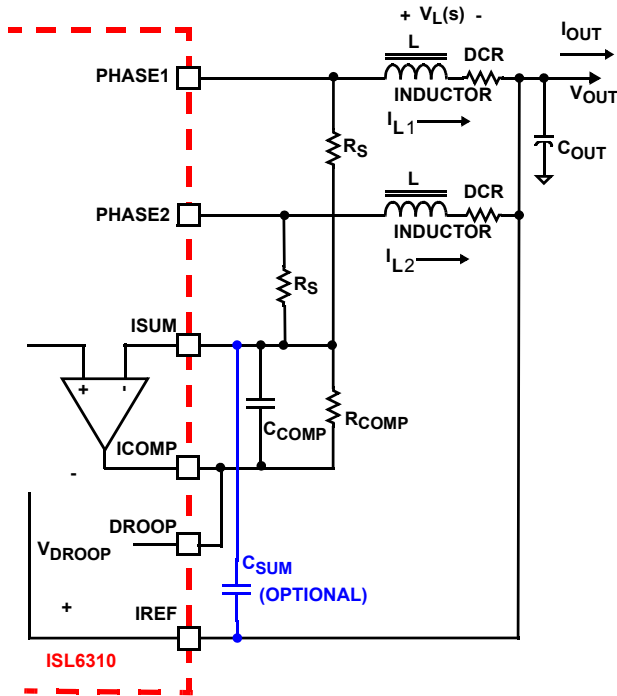 + VL(s) -
IOUT
L
DCR
PHASE1
INDUCTOR
VOUT
IL1
RS
COUT
L
DCR
PHASE2
INDUCTOR
IL2
RS
ISUM
+ -
RCOMP
CCOMP
ICOMP
-
DROOP
VDROOP
CSUM
(OPTIONAL)
+
IREF
ISL6310